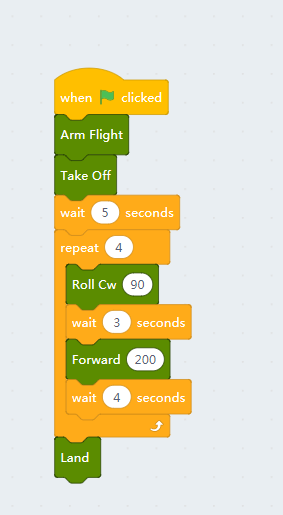 when clicked
Arm Flight
Take Off
wait 5 seconds
repeat 4
Roll Cw 90
wait 3 seconds
Forward 200
wait 4 seconds
Land